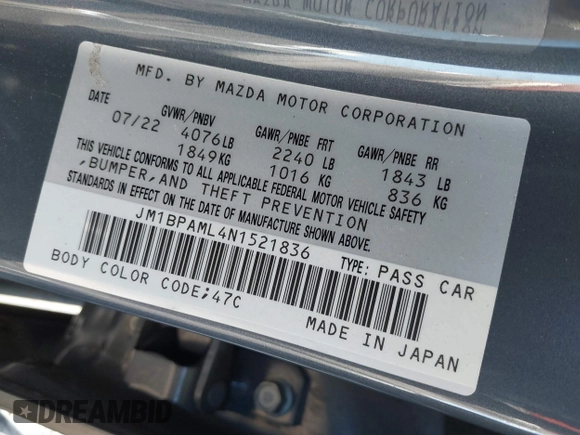 MAZDA MOTOR CORPORATION
MFD. BY MAZDA MOTOR CORPORATION
DATE GVWR/PNBV GAWR/PNBE FRT GAWR/PNBE RR
07/22 4076LB 2240 LB 1843 LB
1849KG 1016 KG 836 KG
THIS VEHICLE CONFORMS TO ALL APPLICABLE FEDERAL MOTOR VEHICLE SAFETY
,BUMPER,AND THEFT PREVENTION
STANDARDS IN EFFECT ON THE DATE OF MANUFACTURE SHOWN ABOVE.
JM1BPAML4N1521836 TYPE: PASS CAR
BODY COLOR CODE;47C
MADE IN JAPAN
DREAMBID